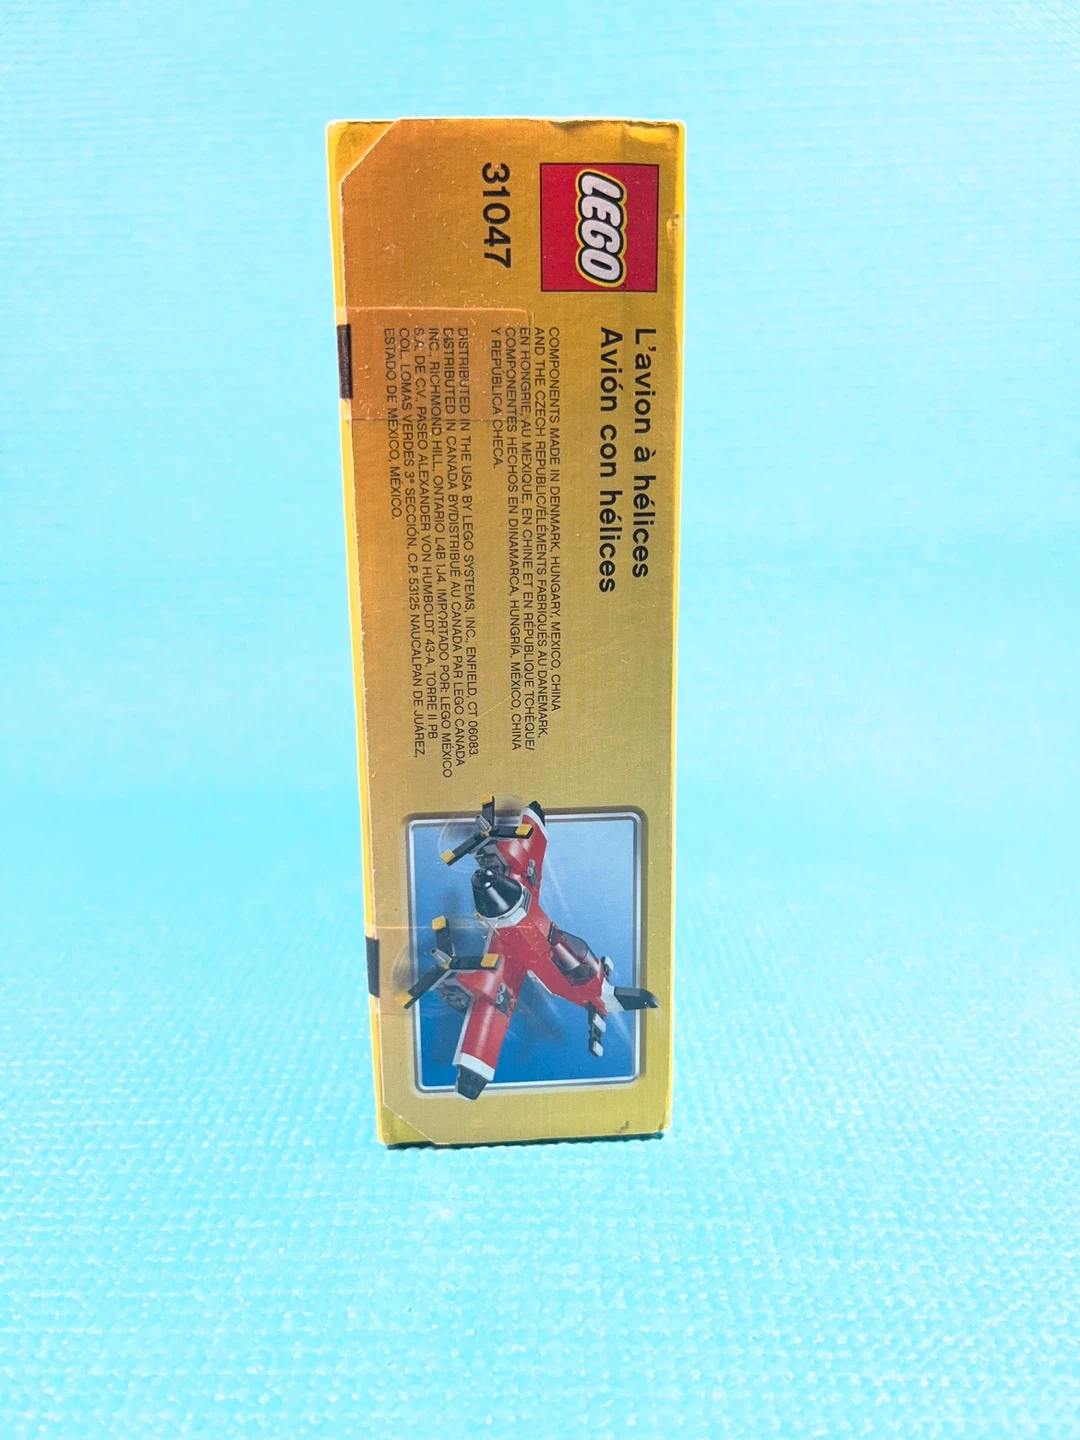 LEGO
31047
L'avion à hélices
Avión con hélices
COMPONENTS MADE IN DENMARK, HUNGARY, MEXICO, CHINA
AND THE CZECH REPUBLIC/ÉLÉMENTS FABRIQUÉS AU DANEMARK,
EN HONGRIE, AU MEXIQUE, EN CHINE ET EN RÉPUBLIQUE TCHÈQUE/
COMPONENTES HECHOS EN DINAMARCA, HUNGRÍA, MÉXICO, CHINA
Y REPÚBLICA CHECA.
DISTRIBUTED IN THE USA BY LEGO SYSTEMS, INC., ENFIELD, CT 06083.
DISTRIBUTED IN CANADA BY/DISTRIBUÉ AU CANADA PAR LEGO CANADA
INC., RICHMOND HILL, ONTARIO L4B 1J4. IMPORTADO POR: LEGO MÉXICO
S.A. DE C.V., PASEO ALEXANDER VON HUMBOLDT 43-A, TORRE II PB
COL. LOMAS VERDES 3ª SECCIÓN, C.P. 53125 NAUCALPAN DE JUÁREZ,
ESTADO DE MÉXICO, MÉXICO.